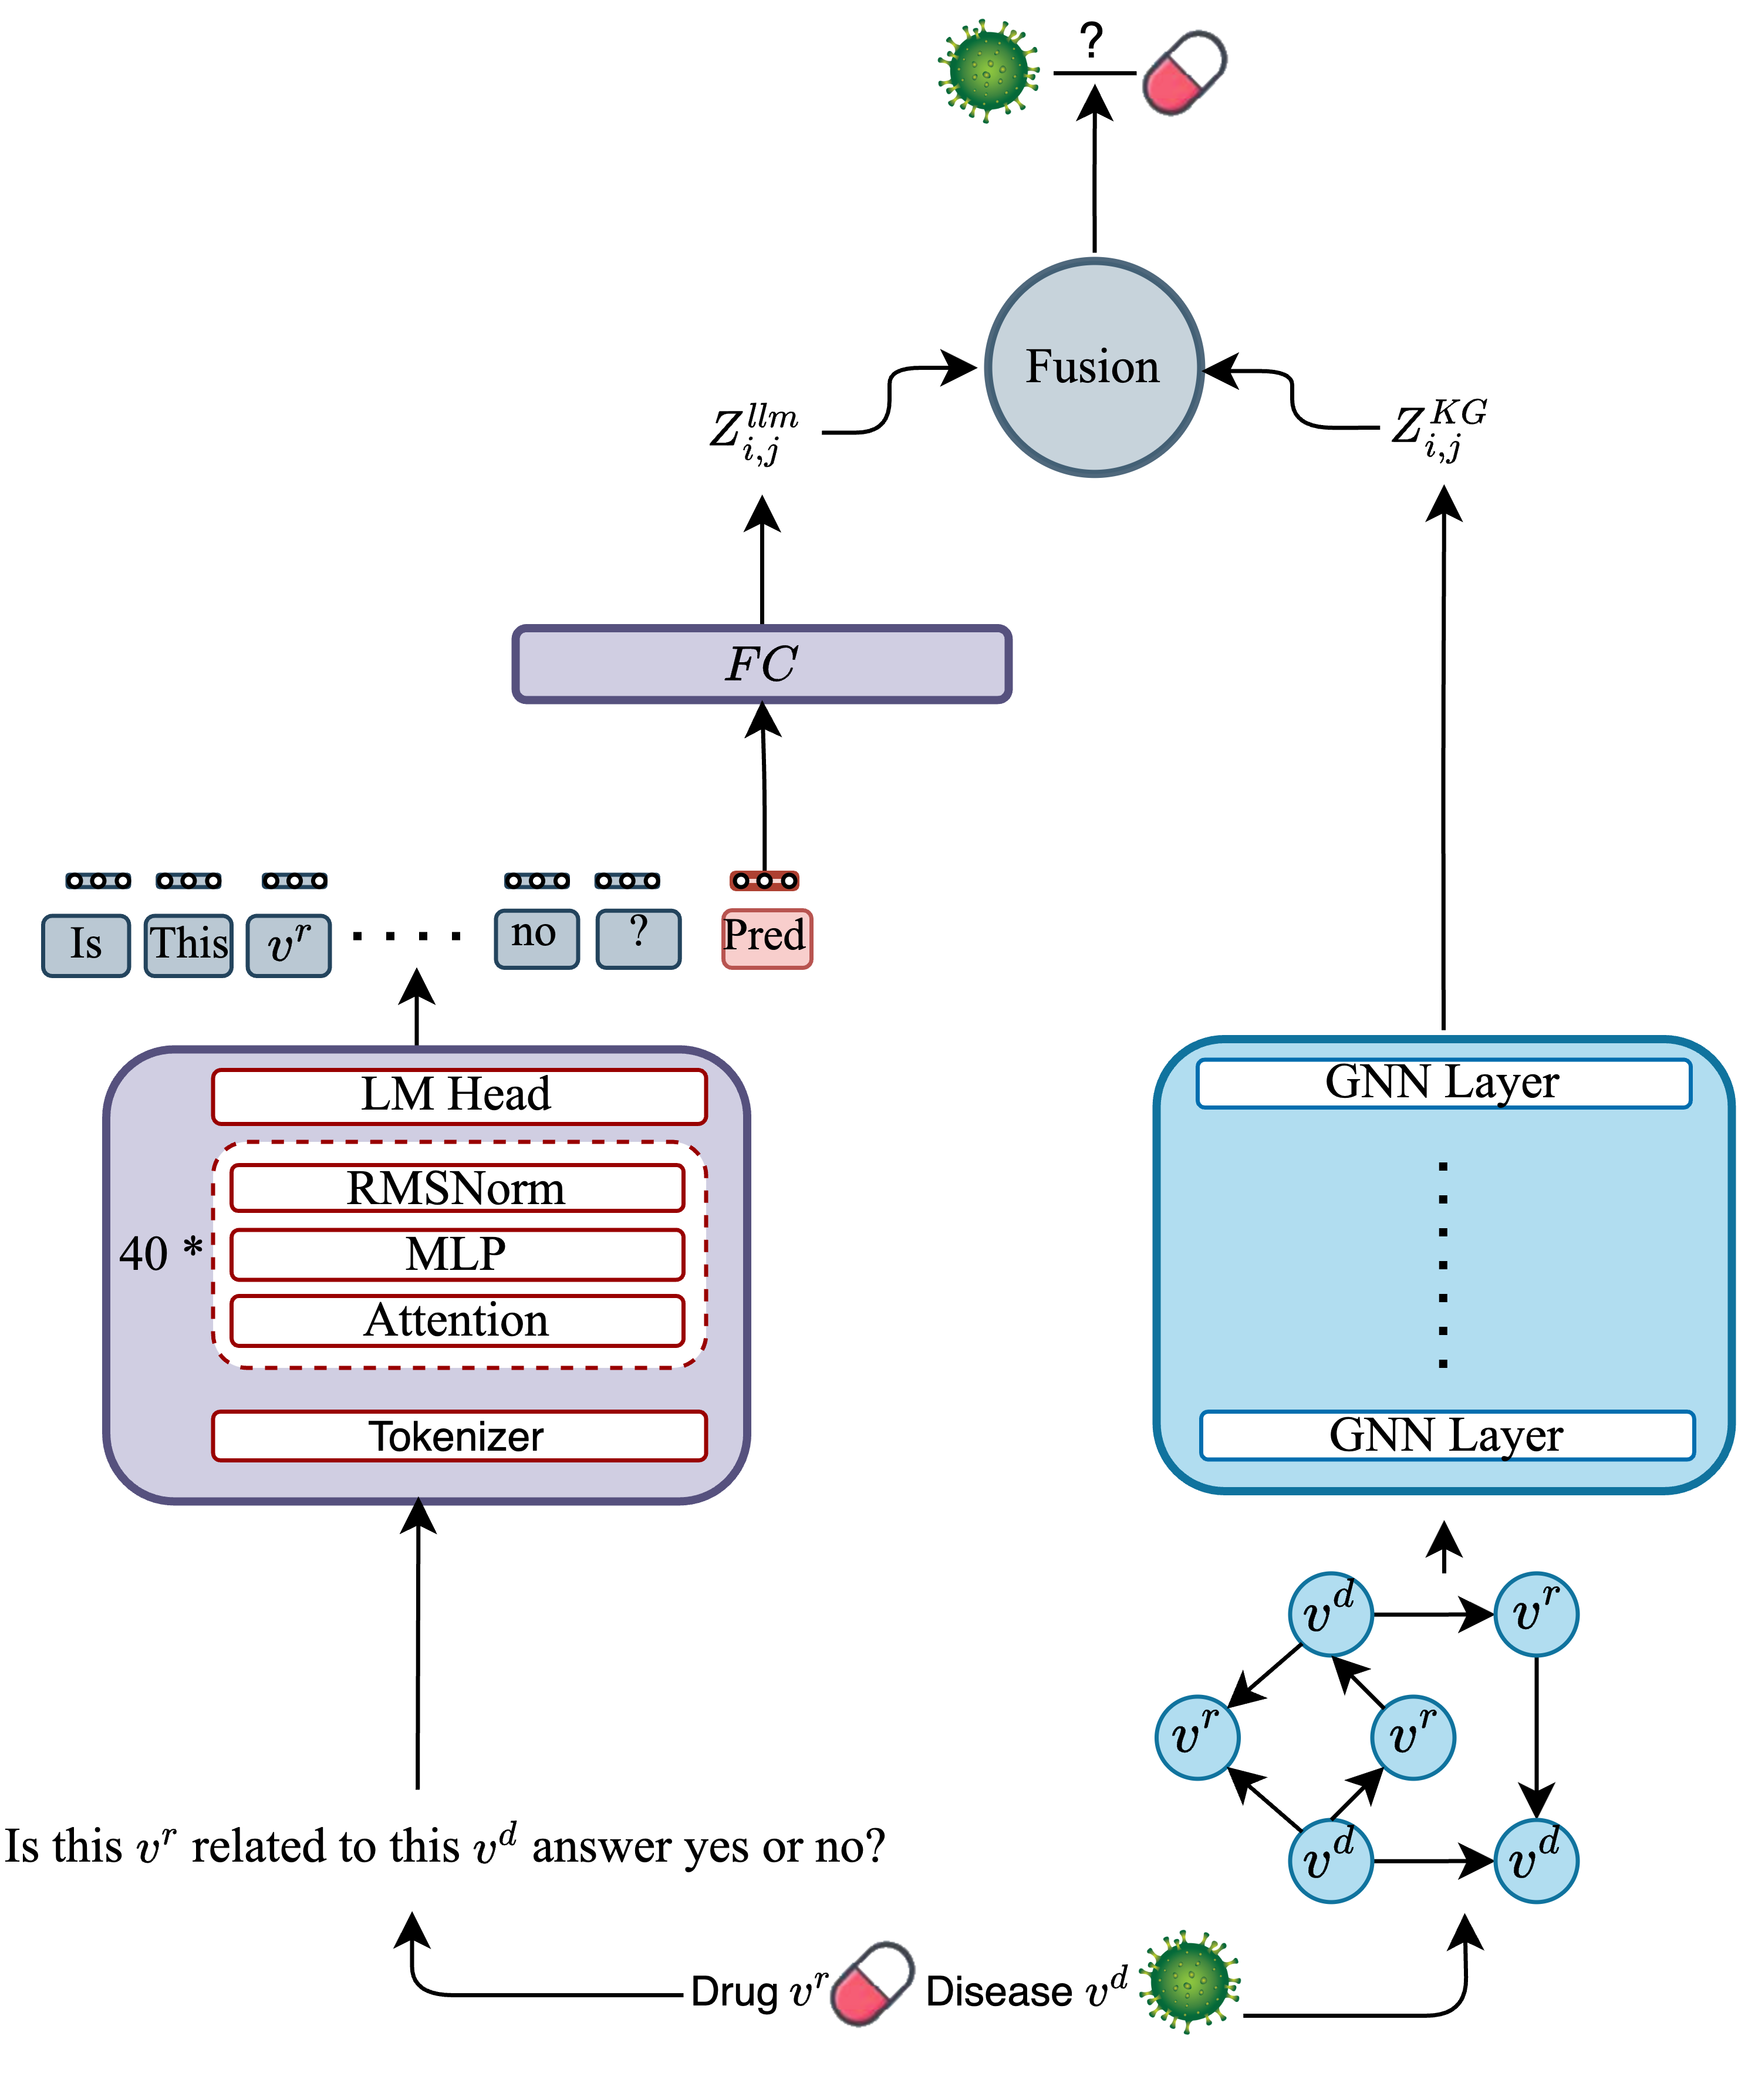 ?
Fusion
Z_{i,j}^{llm}
Z_{i,j}^{KG}
FC
Is This v^r . . . . no ? Pred
LM Head
RMSNorm
40 *
MLP
Attention
Tokenizer
GNN Layer
GNN Layer
v^d v^r
v^r v^r
v^d v^d
Is this v^r related to this v^d answer yes or no?
Drug v^r Disease v^d